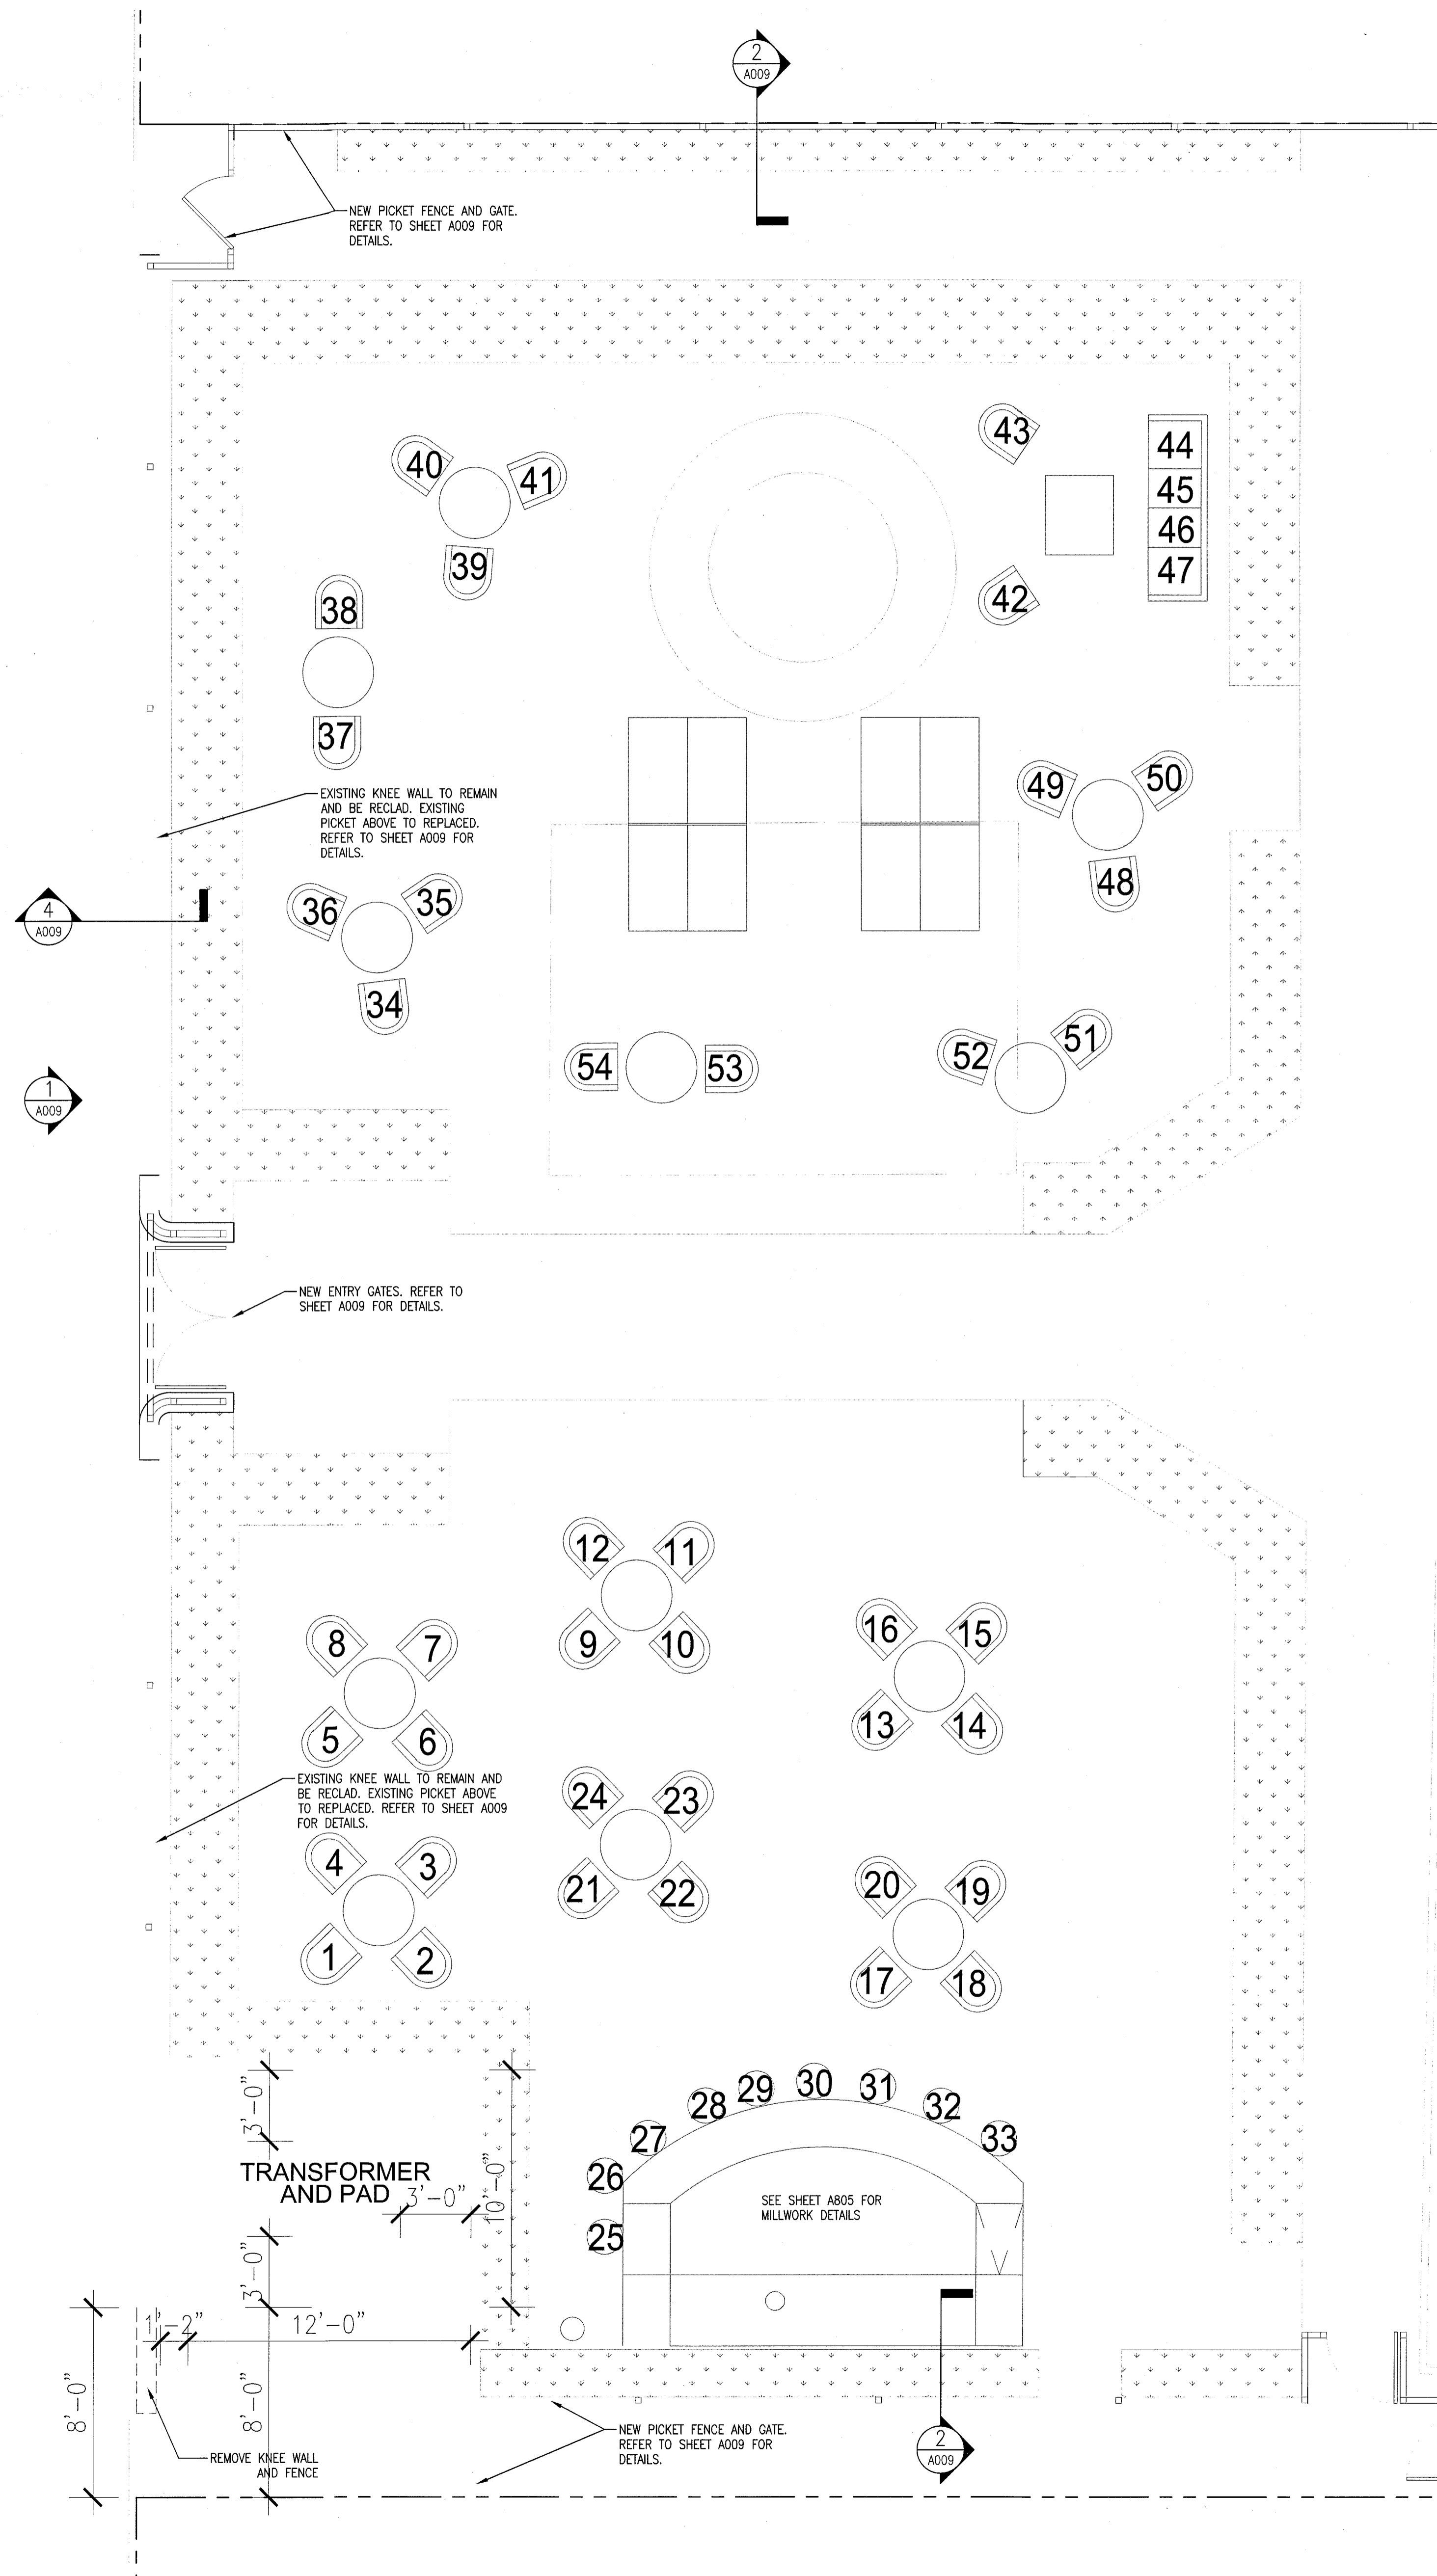 2
A009
NEW PICKET FENCE AND GATE.
REFER TO SHEET A009 FOR
DETAILS.
43
40
41
44
45
46
47
39
42
38
37
EXISTING KNEE WALL TO REMAIN
AND BE RECLAD. EXISTING
PICKET ABOVE TO REPLACED.
REFER TO SHEET A009 FOR
DETAILS.
49
50
48
4
A009
36
35
34
54
53
52
51
1
A009
NEW ENTRY GATES. REFER TO
SHEET A009 FOR DETAILS.
12
11
9
10
8
7
5
6
16
15
13
14
EXISTING KNEE WALL TO REMAIN AND
BE RECLAD. EXISTING PICKET ABOVE
TO REPLACED. REFER TO SHEET A009
FOR DETAILS.
24
23
21
22
4
3
1
2
20
19
17
18
30
29
31
28
32
27
33
26
25
3'-0"
TRANSFORMER
AND PAD
3'-0"
10'-0"
SEE SHEET A805 FOR
MILLWORK DETAILS
3'-0"
1'-2"
12'-0"
8'-0"
8'-0"
REMOVE KNEE WALL
AND FENCE
NEW PICKET FENCE AND GATE.
REFER TO SHEET A009 FOR
DETAILS.
2
A009